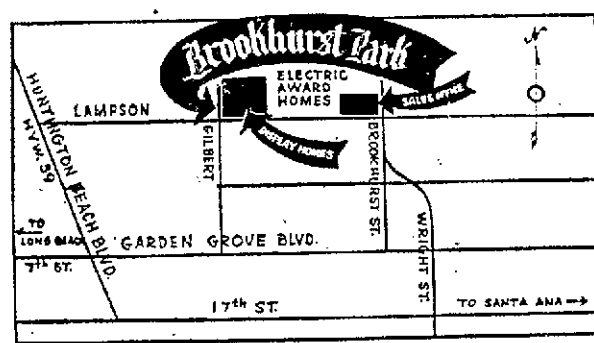 Brookhurst Park
ELECTRIC
AWARD
HOMES
SALES OFFICE
N
LAMPSON
GILBERT
DISPLAY HOMES
BROOKHURST ST.
HUNTINGTON BEACH BLVD.
HYW. 39
TO
LONG BEACH
7th ST.
GARDEN GROVE BLVD.
WRIGHT ST.
17th ST.
TO SANTA ANA